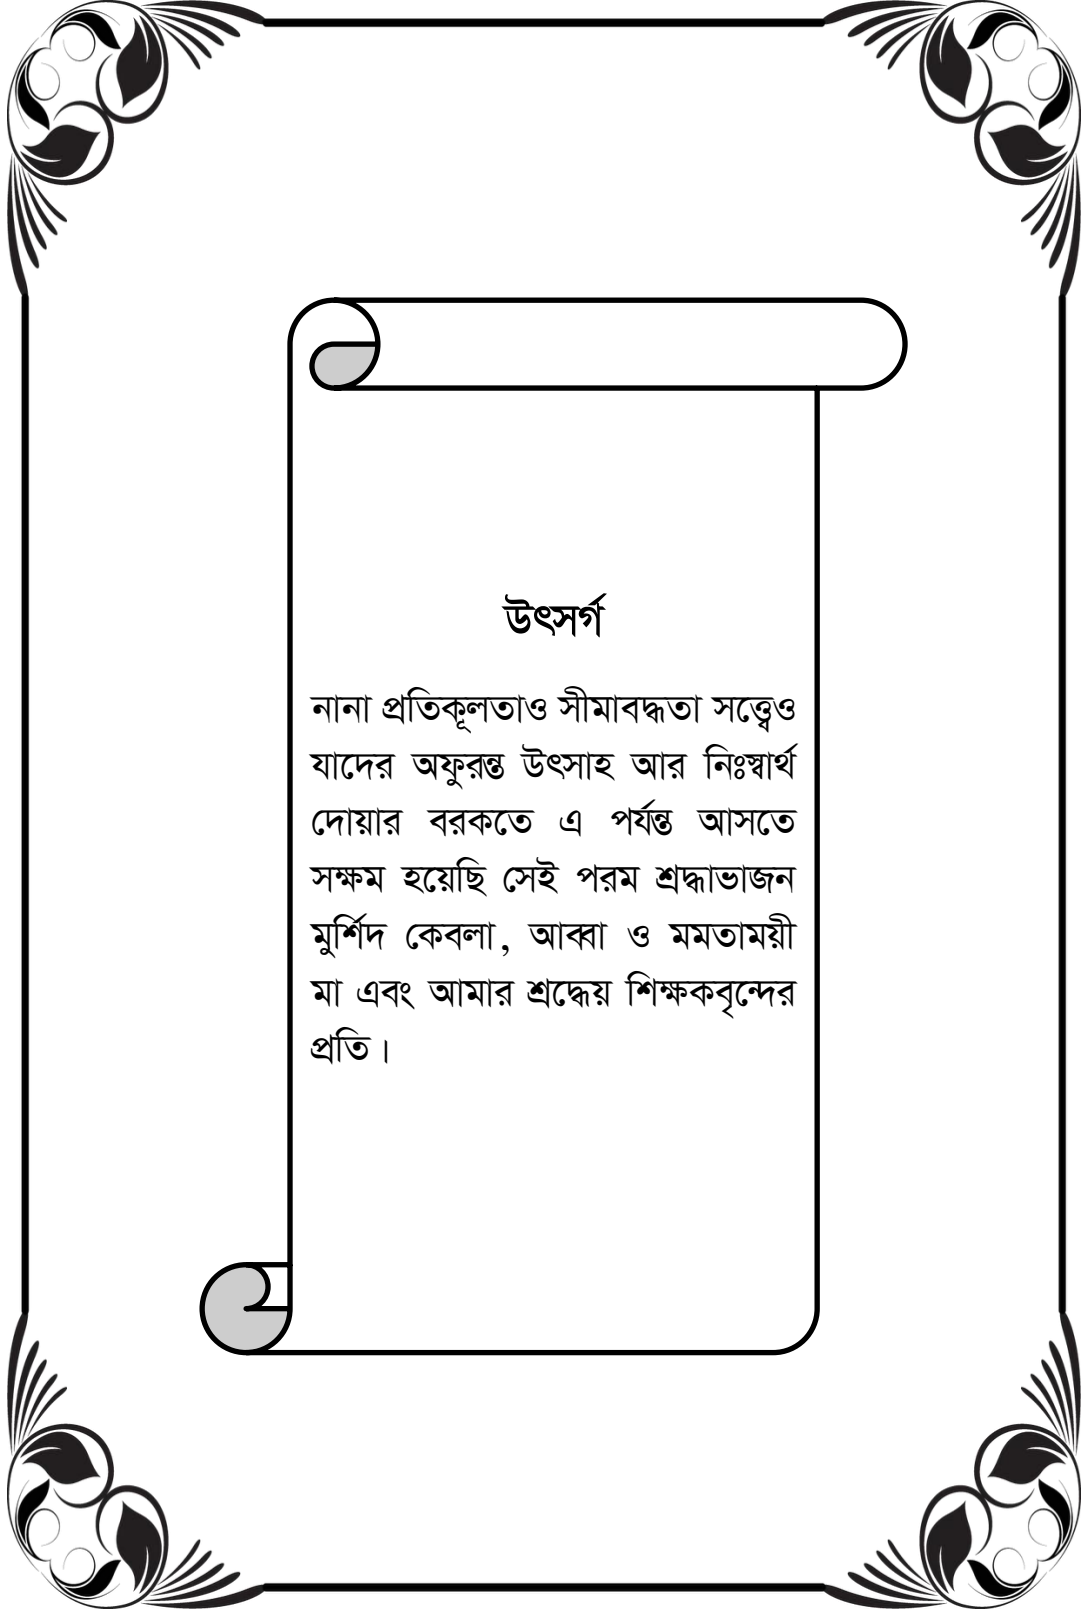 উৎসর্গ
নানা প্রতিকূলতাও সীমাবদ্ধতা সত্ত্বেও
যাদের অফুরন্ত উৎসাহ আর নিঃস্বার্থ
দোয়ার বরকতে এ পর্যন্ত আসতে
সক্ষম হয়েছি সেই পরম শ্রদ্ধাভাজন
মুর্শিদ কেবলা, আব্বা ও মমতাময়ী
মা এবং আমার শ্রদ্ধেয় শিক্ষকবৃন্দের
প্রতি।